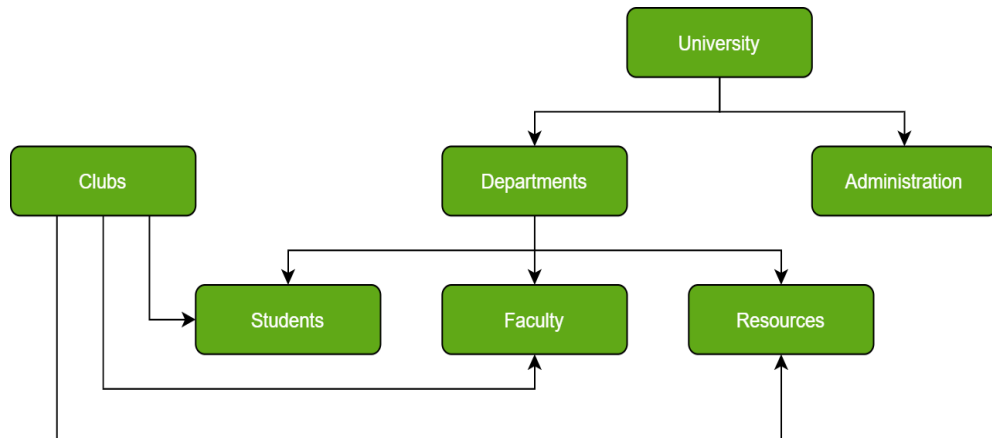 University
Clubs
Departments
Administration
Students
Faculty
Resources